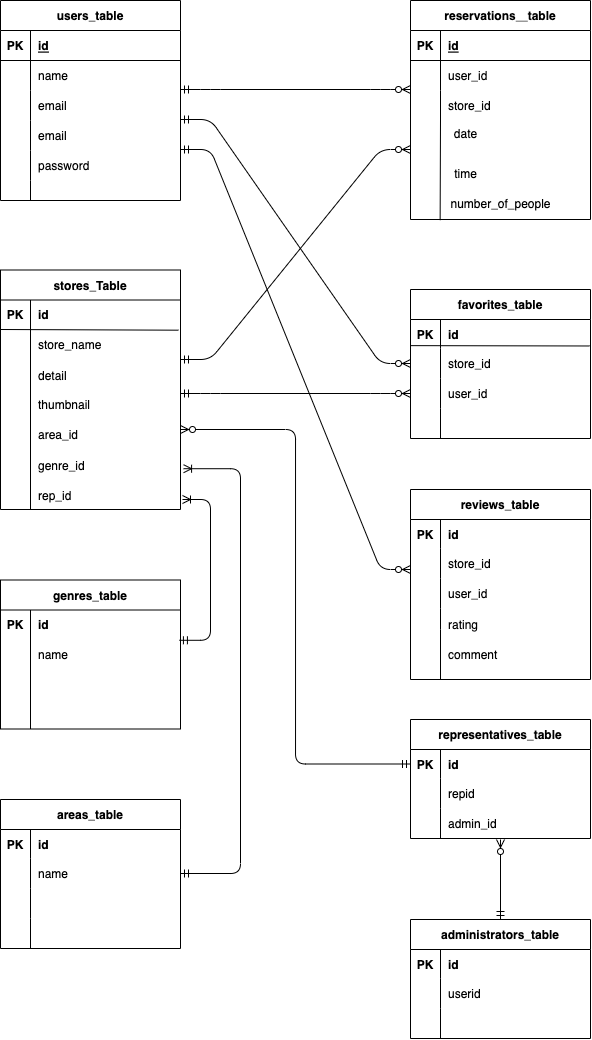 users_table
PK id
name
email
email
password
stores_Table
PK id
store_name
detail
thumbnail
area_id
genre_id
rep_id
genres_table
PK id
name
areas_table
PK id
name
reservations__table
PK id
user_id
store_id
date
time
number_of_people
favorites_table
PK id
store_id
user_id
reviews_table
PK id
store_id
user_id
rating
comment
representatives_table
PK id
repid
admin_id
administrators_table
PK id
userid